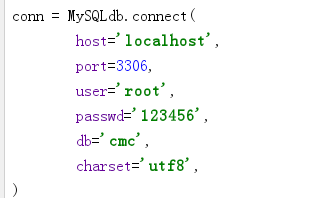 conn = MySQLdb.connect(
host='localhost',
port=3306,
user='root',
passwd='123456',
db='cmc',
charset='utf8',
)